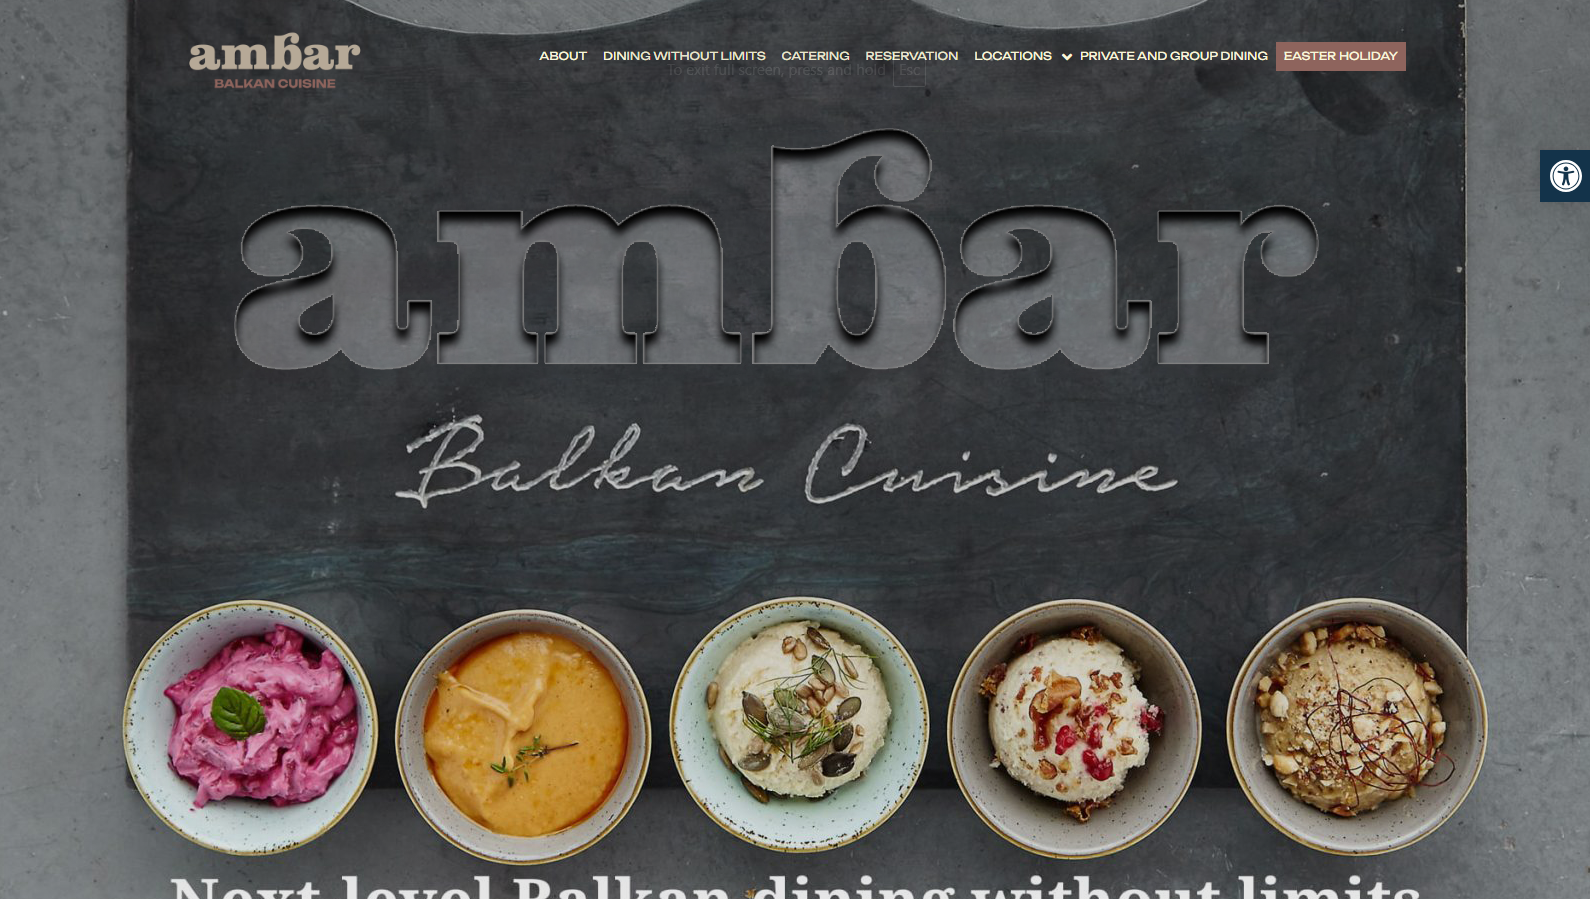 ambar
BALKAN CUISINE
ABOUT DINING WITHOUT LIMITS CATERING RESERVATION LOCATIONS PRIVATE AND GROUP DINING EASTER HOLIDAY
To exit full screen, press and hold Esc
ambar
Balkan Cuisine
Next-level Balkan dining without limits